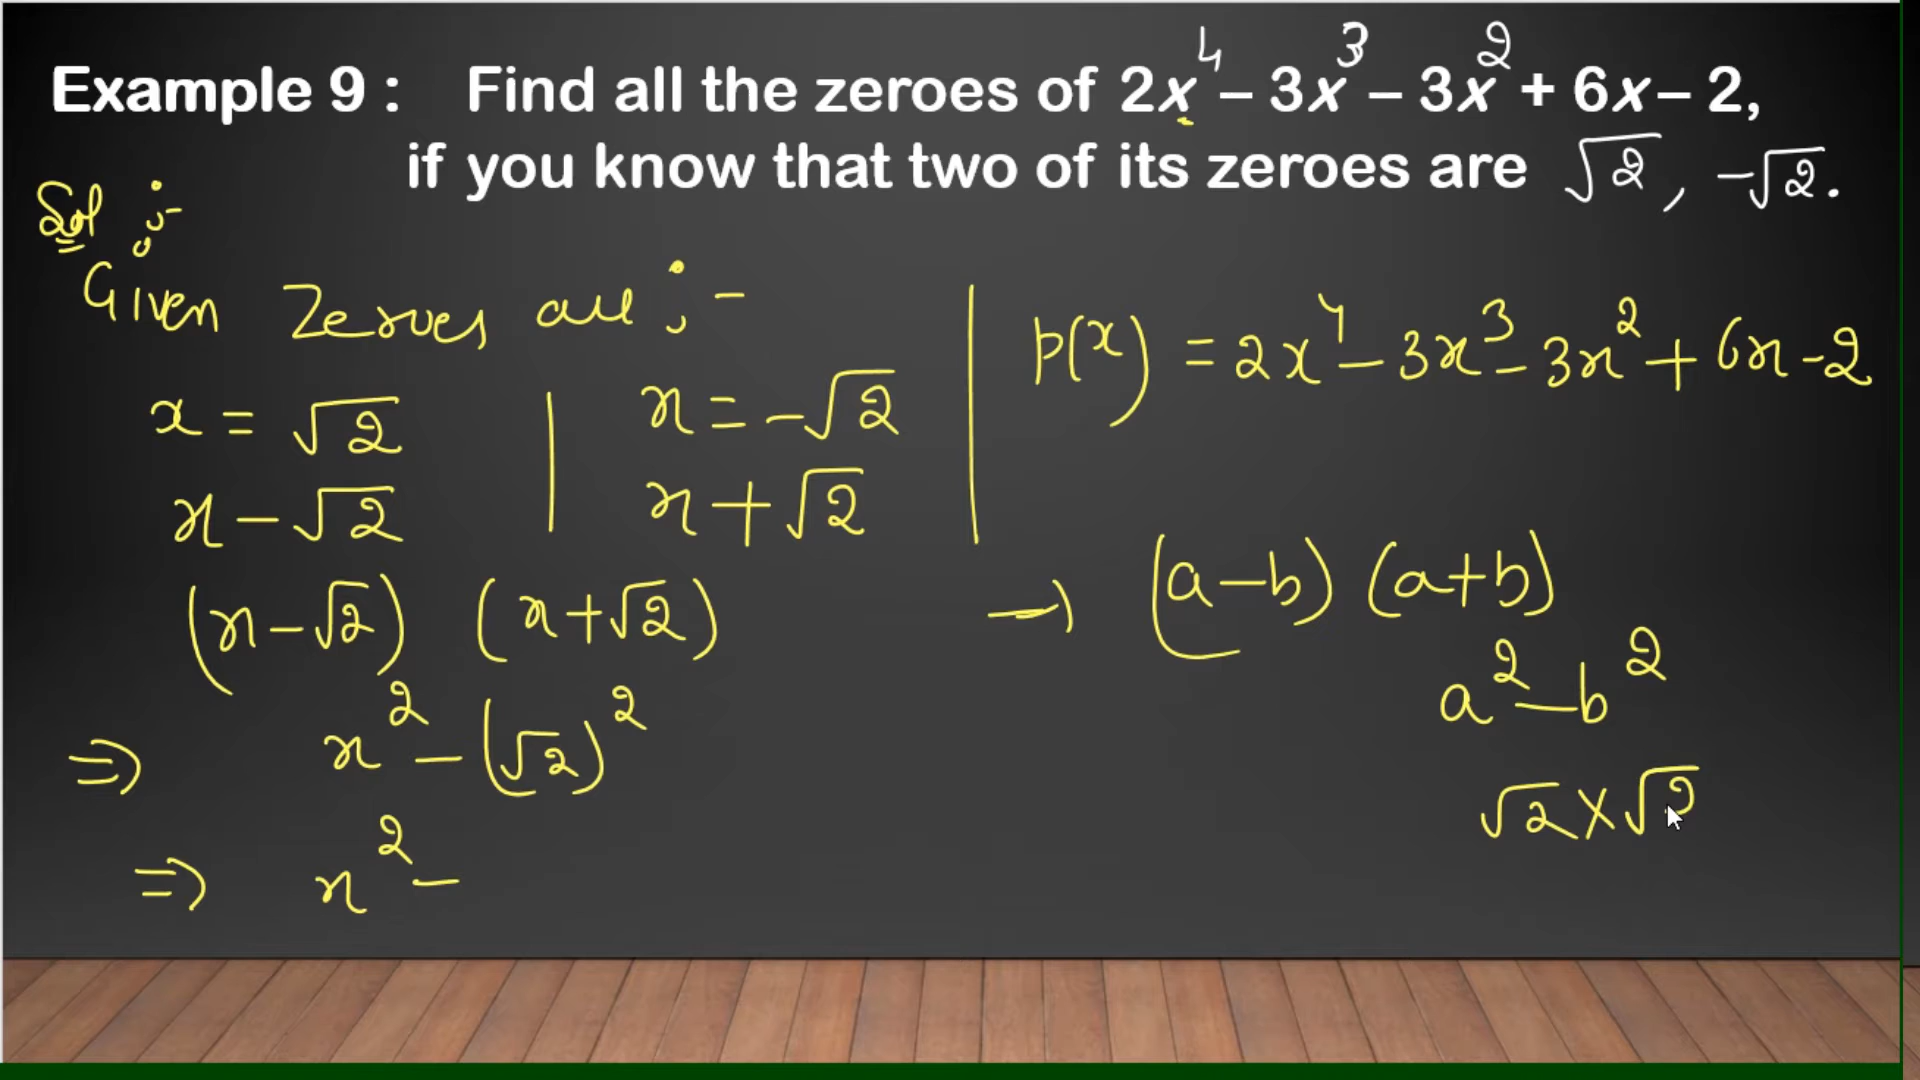 Example 9 : Find all the zeroes of 2x⁴ – 3x³ – 3x² + 6x – 2,
if you know that two of its zeroes are √2 , -√2.
Sol :-
Given Zeroes are :-
x = √2
x - √2
x = -√2
x + √2
p(x) = 2x⁴ - 3x³ - 3x² + 6x - 2
(x - √2) (x + √2)
→ (a - b) (a + b)
a² - b²
⇒ x² - (√2)²
√2 × √2
⇒ x² -